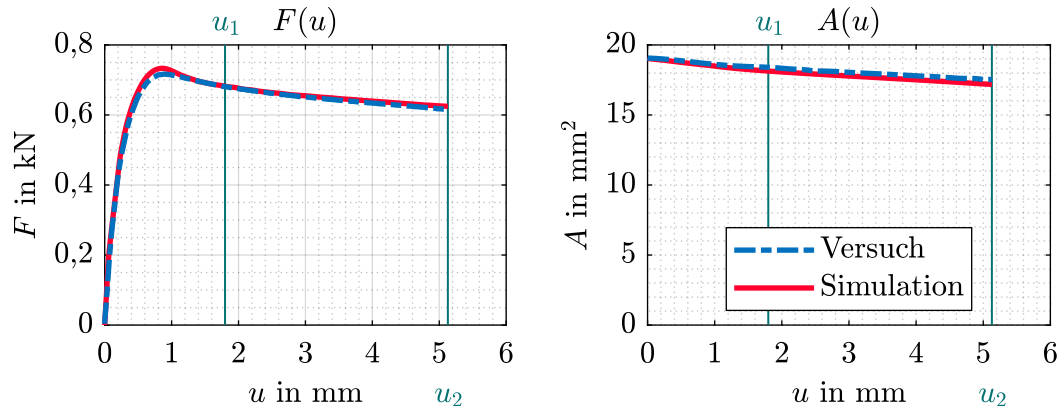 u₁ F(u)
0,8
0,6
0,4
0,2
0
F in kN
0 1 2 3 4 5 6
u in mm u₂
u₁ A(u)
20
15
10
5
0
A in mm²
Versuch
Simulation
0 1 2 3 4 5 6
u in mm u₂